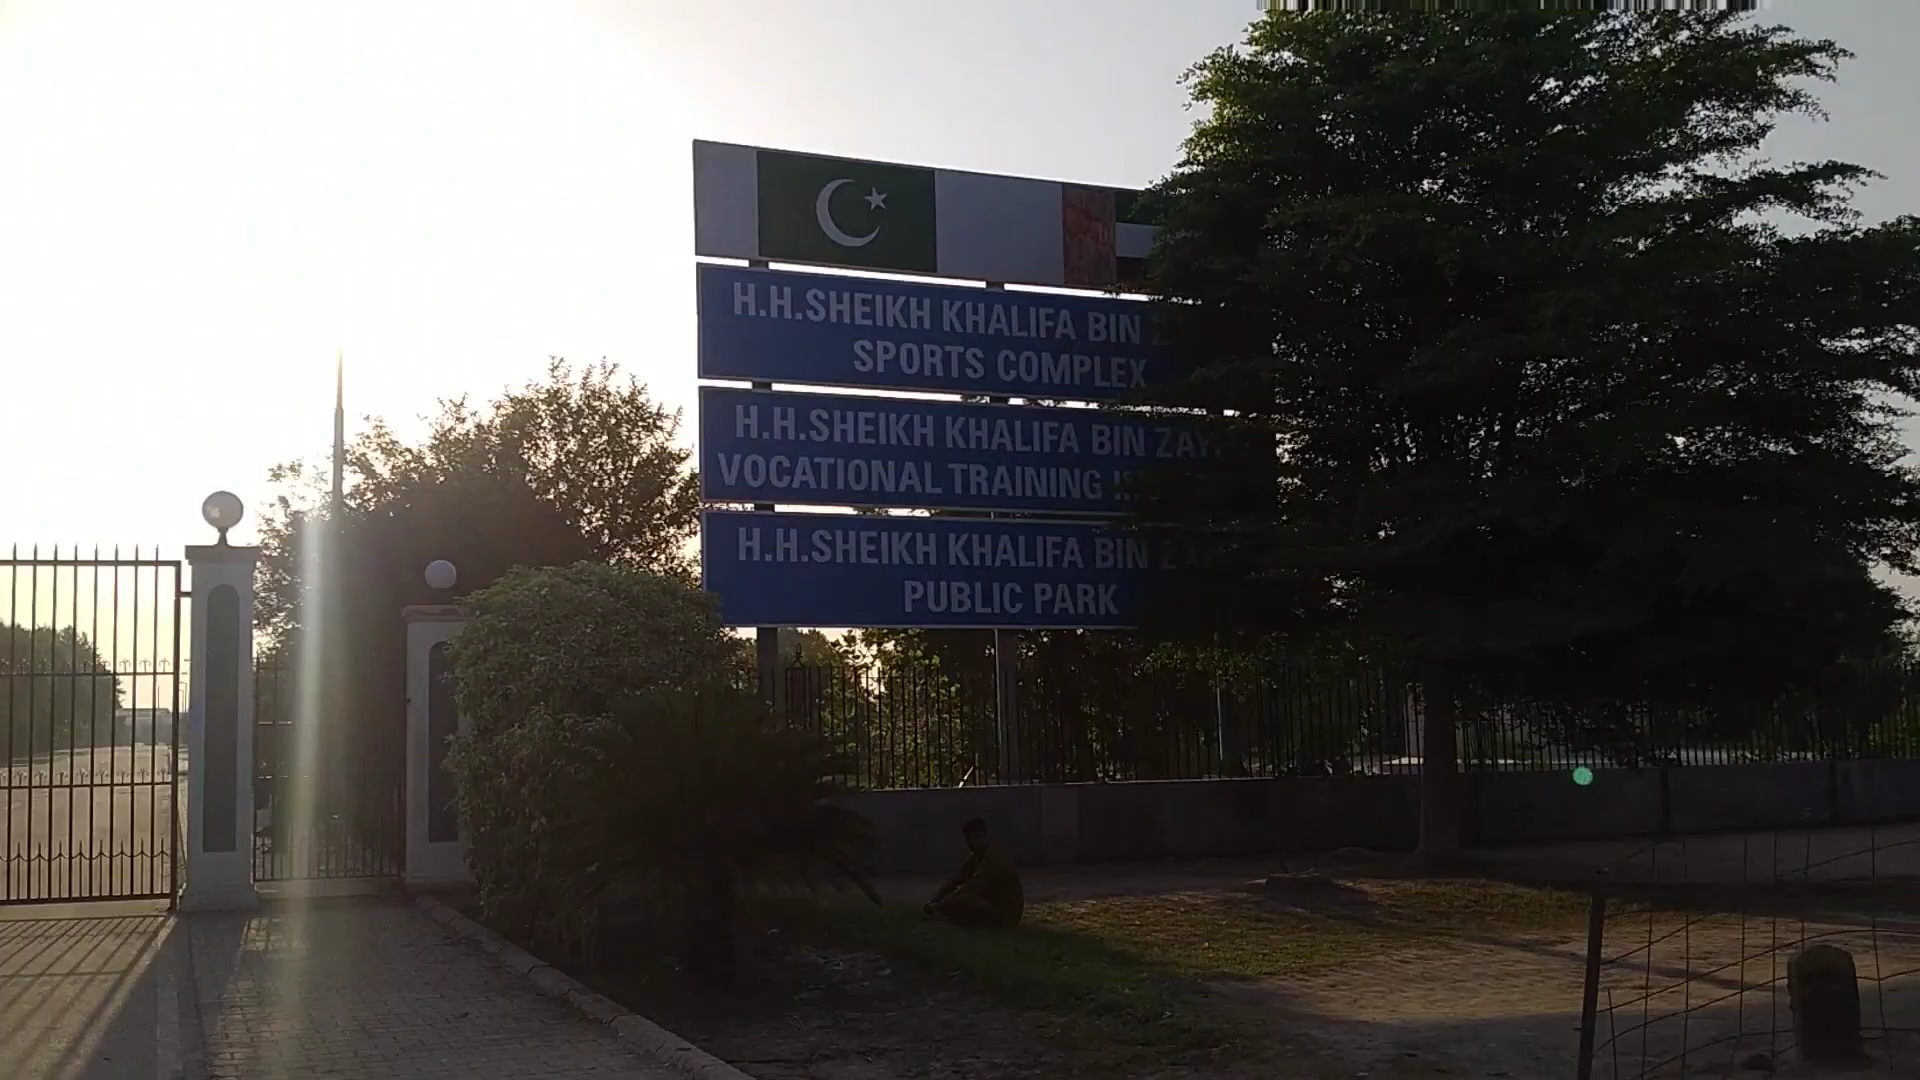 H.H.SHEIKH KHALIFA BIN
SPORTS COMPLEX
H.H.SHEIKH KHALIFA BIN
VOCATIONAL TRAINING
H.H.SHEIKH KHALIFA BIN
PUBLIC PARK